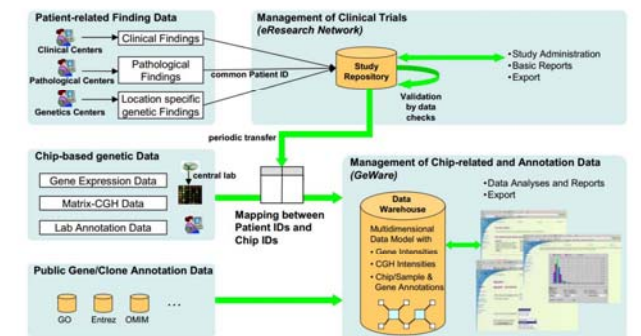 Patient-related Finding Data
Clinical Centers
Clinical Findings
Pathological Centers
Pathological
Findings
Genetics Centers
Location specific
genetic Findings
common Patient ID
Management of Clinical Trials
(eResearch Network)
Study
Repository
•Study Administration
•Basic Reports
•Export
Validation
by data
checks
periodic transfer
Chip-based genetic Data
Gene Expression Data
Matrix-CGH Data
Lab Annotation Data
central lab
Mapping between
Patient IDs and
Chip IDs
Management of Chip-related and Annotation Data
(GeWare)
Data
Warehouse
Multidimensional
Data Model with
• Gene Intensities
• CGH Intensities
• Chip/Sample &
Gene Annotations
•Data Analyses and Reports
•Export
Public Gene/Clone Annotation Data
GO
Entrez
OMIM
...